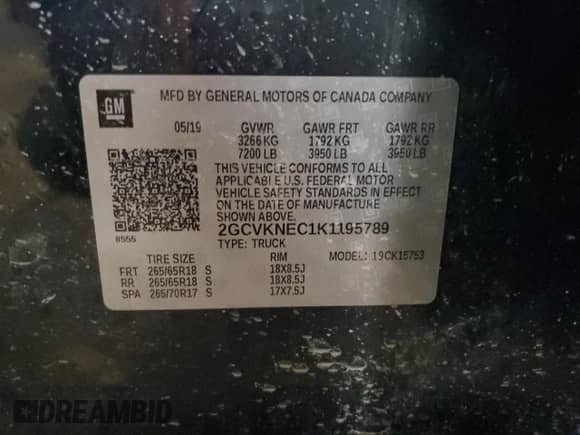 GM
MFD BY GENERAL MOTORS OF CANADA COMPANY
05/19 GVWR GAWR FRT GAWR RR
3266 KG 1792 KG 1792 KG
7200 LB 3950 LB 3950 LB
THIS VEHICLE CONFORMS TO ALL
APPLICABLE U.S. FEDERAL MOTOR
VEHICLE SAFETY STANDARDS IN EFFECT
ON THE DATE OF MANUFACTURE
SHOWN ABOVE.
8555
2GCVKNEC1K1195789
TYPE: TRUCK MODEL: 19CK15753
TIRE SIZE RIM
FRT 265/65R18 S 18X8.5J
RR 265/65R18 S 18X8.5J
SPA 265/70R17 S 17X7.5J
DREAMBID